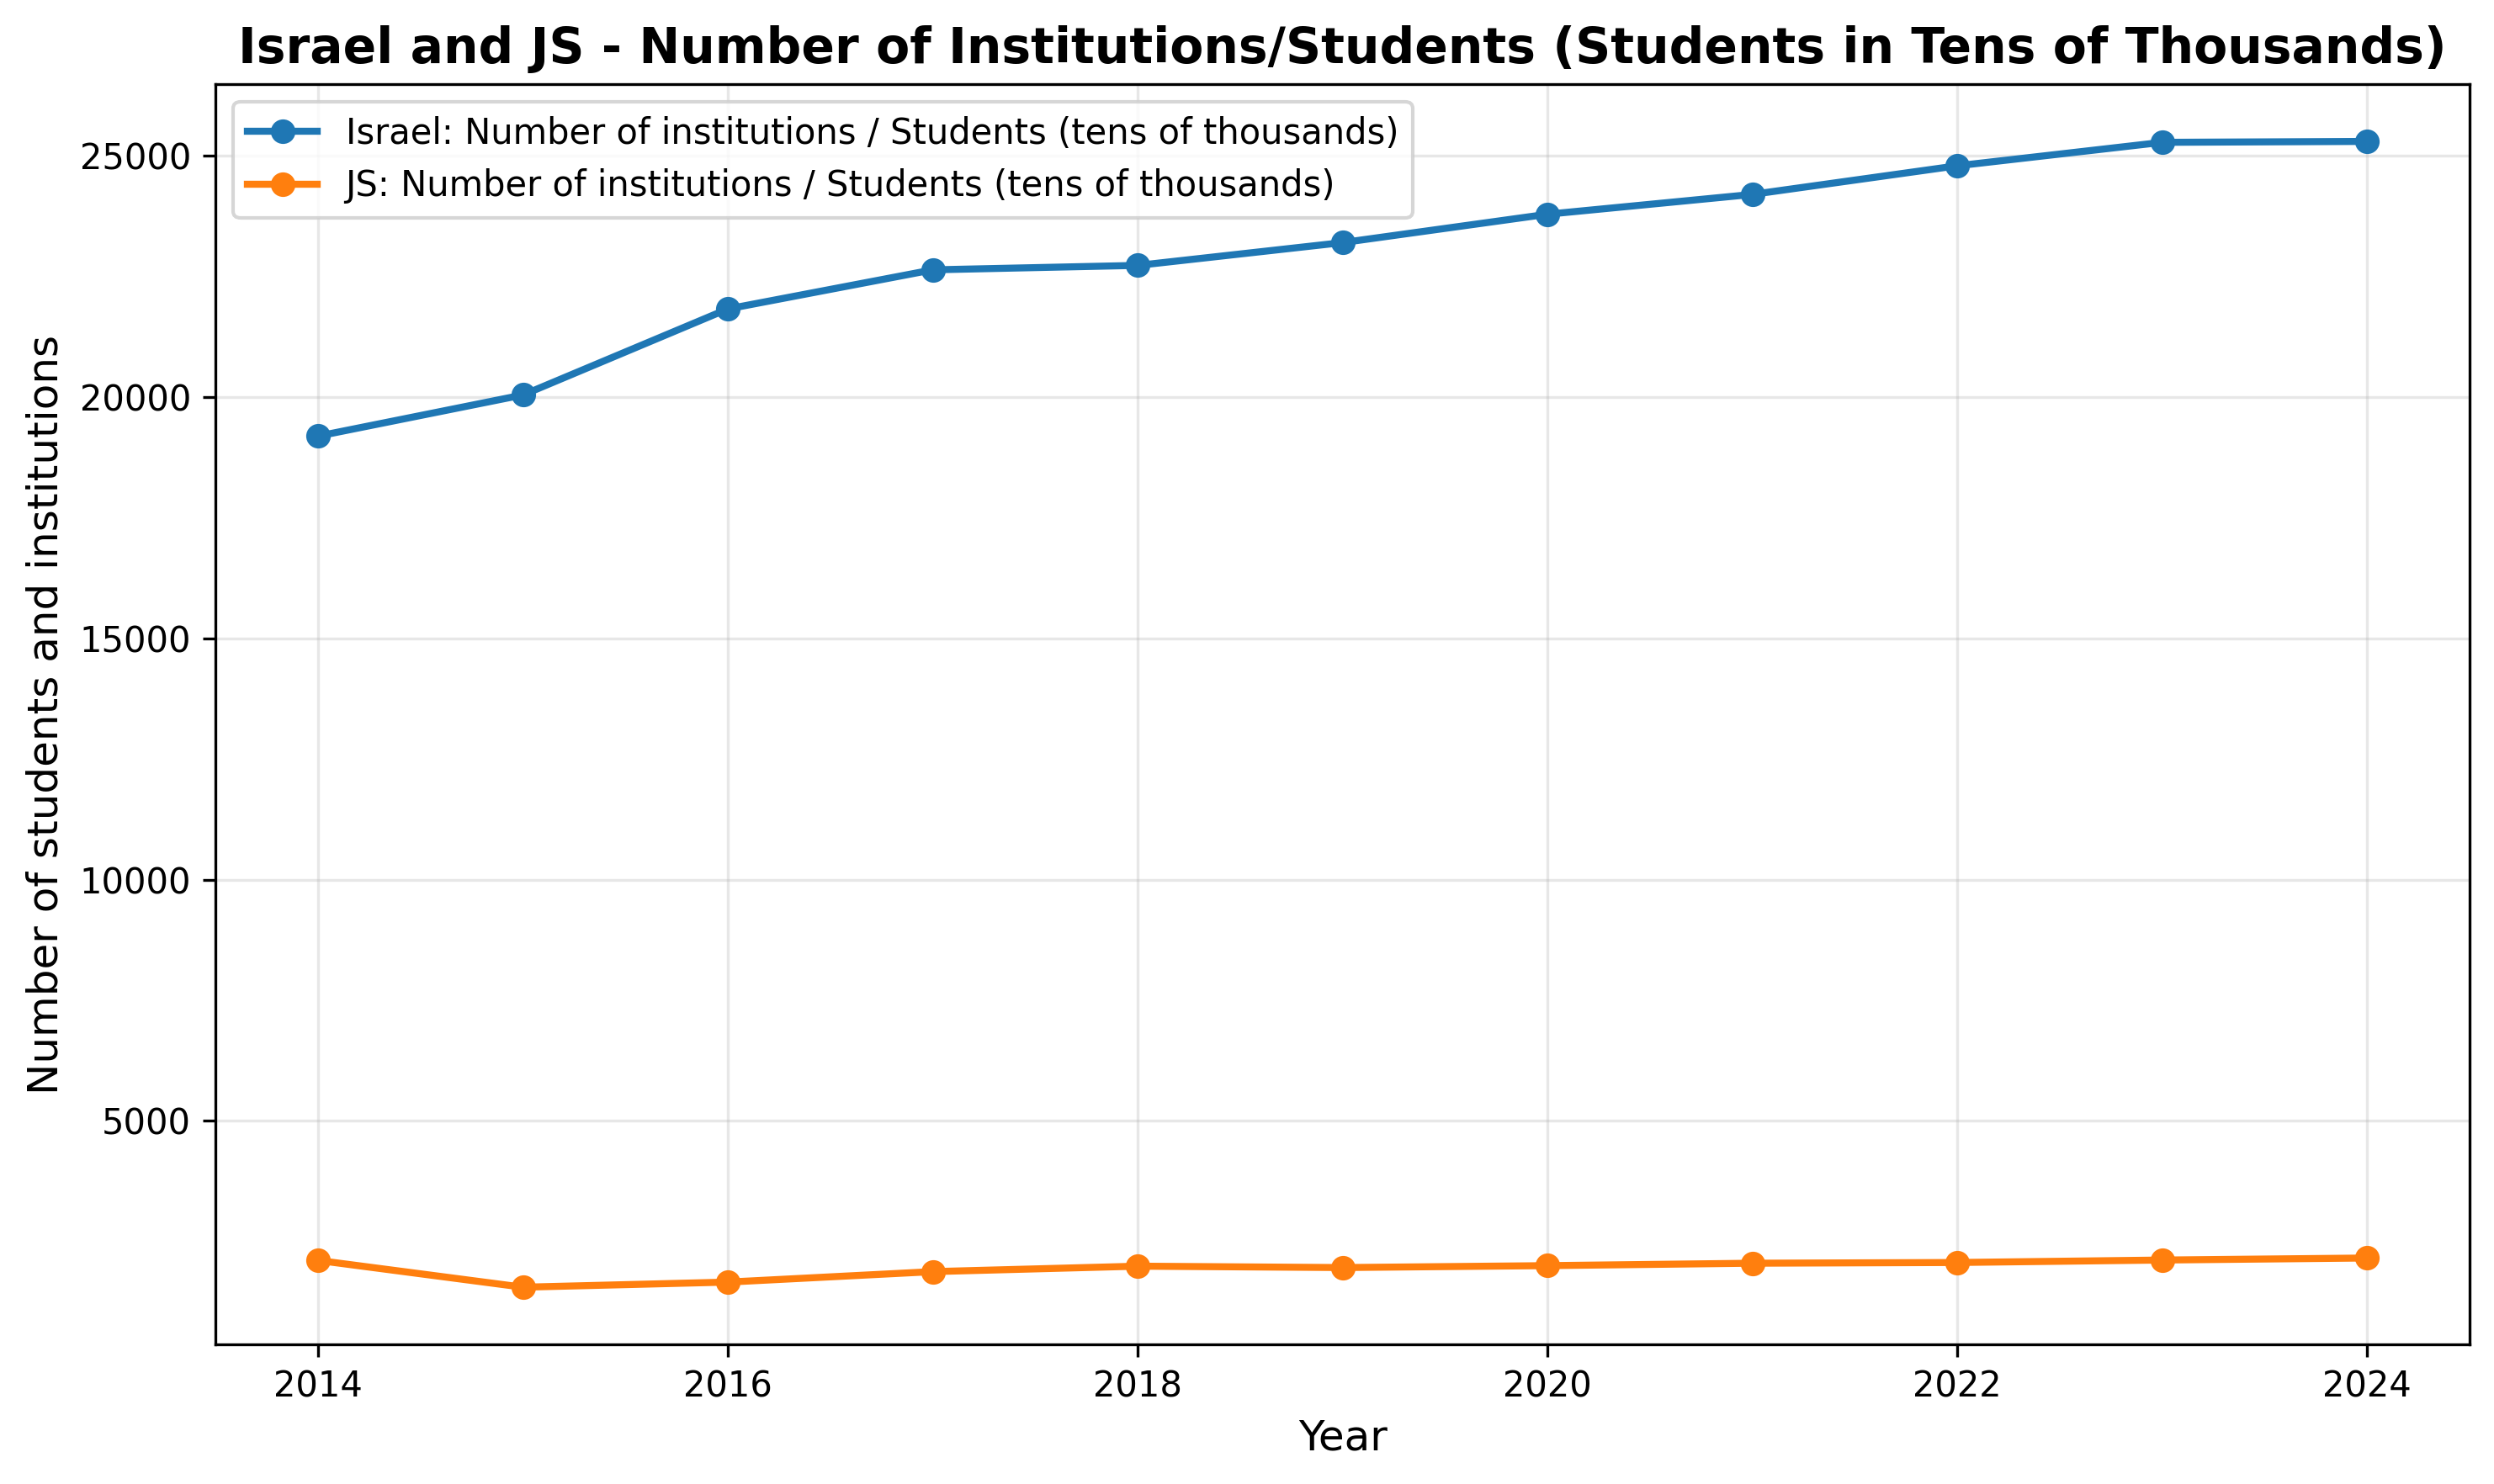 Israel and JS - Number of Institutions/Students (Students in Tens of Thousands)
Israel: Number of institutions / Students (tens of thousands)
JS: Number of institutions / Students (tens of thousands)
Number of students and institutions
25000
20000
15000
10000
5000
2014
2016
2018
2020
2022
2024
Year